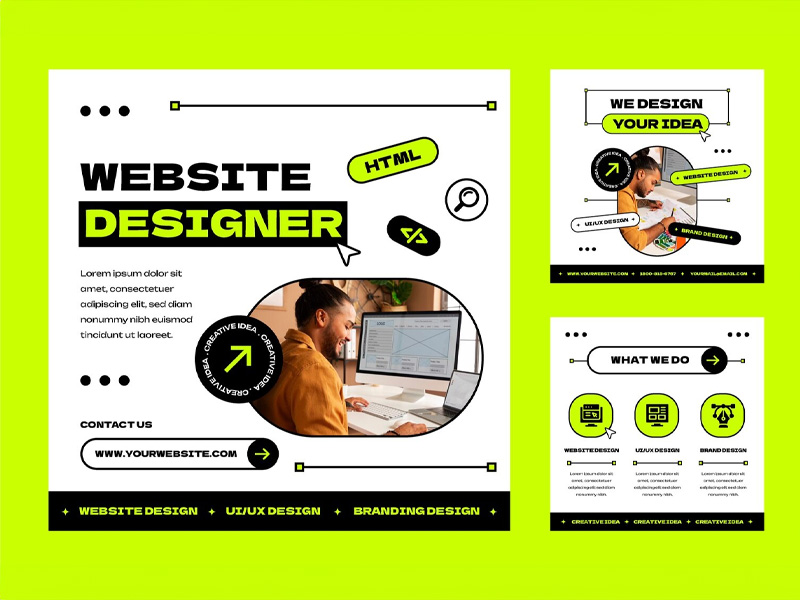 WEBSITE
DESIGNER
HTML
</>
Lorem ipsum dolor sit
amet, consectetuer
adipiscing elit, sed diam
nonummy nibh euismod
tincidunt ut laoreet.
CREATIVE IDEA . CREATIVE IDEA . CREATIVE IDEA .
CONTACT US
WWW.YOURWEBSITE.COM
WEBSITE DESIGN
UI/UX DESIGN
BRANDING DESIGN
WE DESIGN
YOUR IDEA
WEBSITE DESIGN
UI/UX DESIGN
BRAND DESIGN
WWW.YOURWEBSITE.COM
YOURMAIL@EMAIL.COM
WHAT WE DO
WEBSITE DESIGN
UI/UX DESIGN
BRAND DESIGN
Lorem ipsum dolor sit
amet, consectetuer
adipiscing elit sed diam
nonummy nibh.
Lorem ipsum dolor sit
amet, consectetuer
adipiscing elit sed diam
nonummy nibh.
Lorem ipsum dolor sit
amet, consectetuer
adipiscing elit sed diam
nonummy nibh.
CREATIVE IDEA
CREATIVE IDEA
CREATIVE IDEA